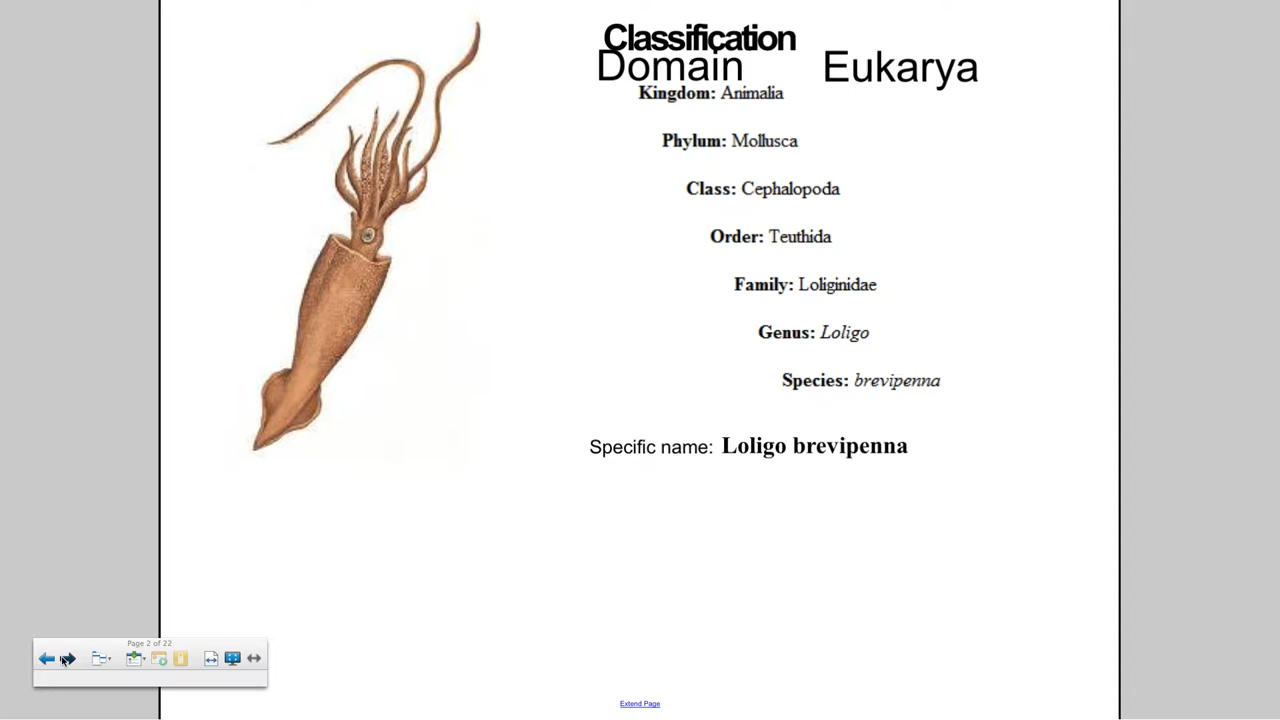 Classification
Domain Eukarya
Kingdom: Animalia
Phylum: Mollusca
Class: Cephalopoda
Order: Teuthida
Family: Loliginidae
Genus: Loligo
Species: brevipenna
Specific name: Loligo brevipenna
Page 2 of 22
Extend Page